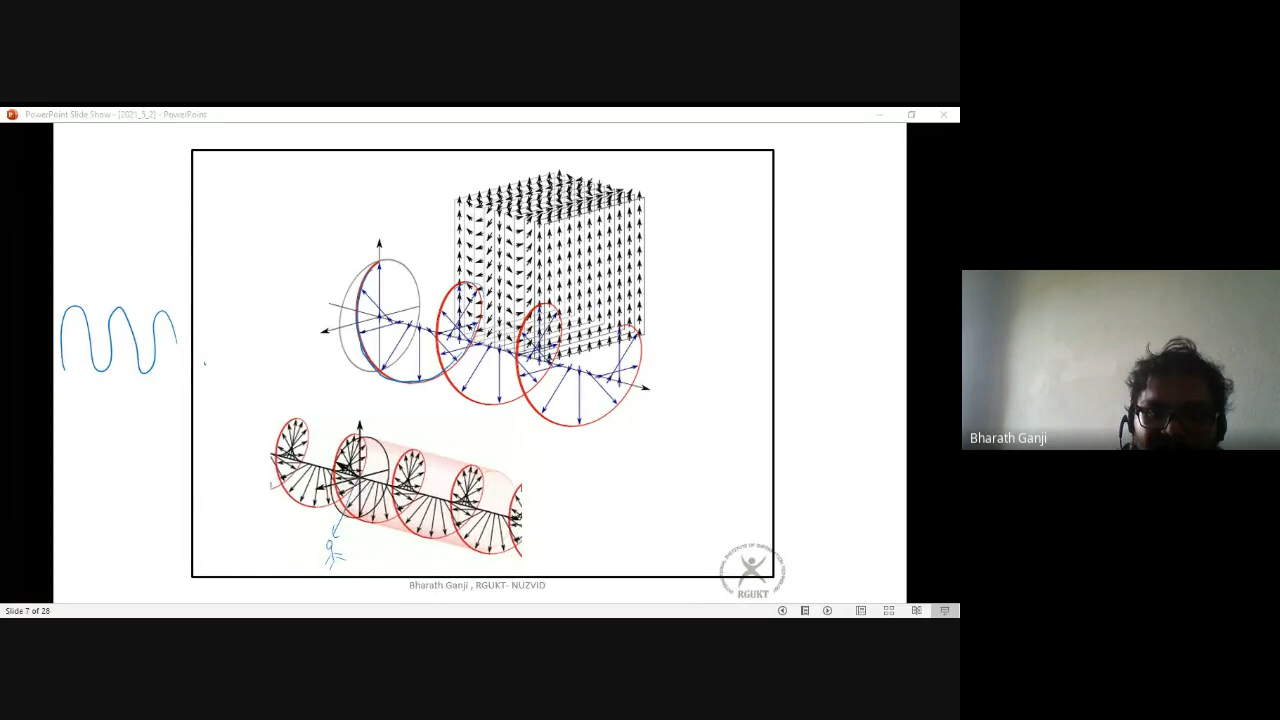 PowerPoint Slide Show - [2021_5_2] - PowerPoint
Bharath Ganji
RGUKT
Bharath Ganji , RGUKT- NUZVID
Slide 7 of 28